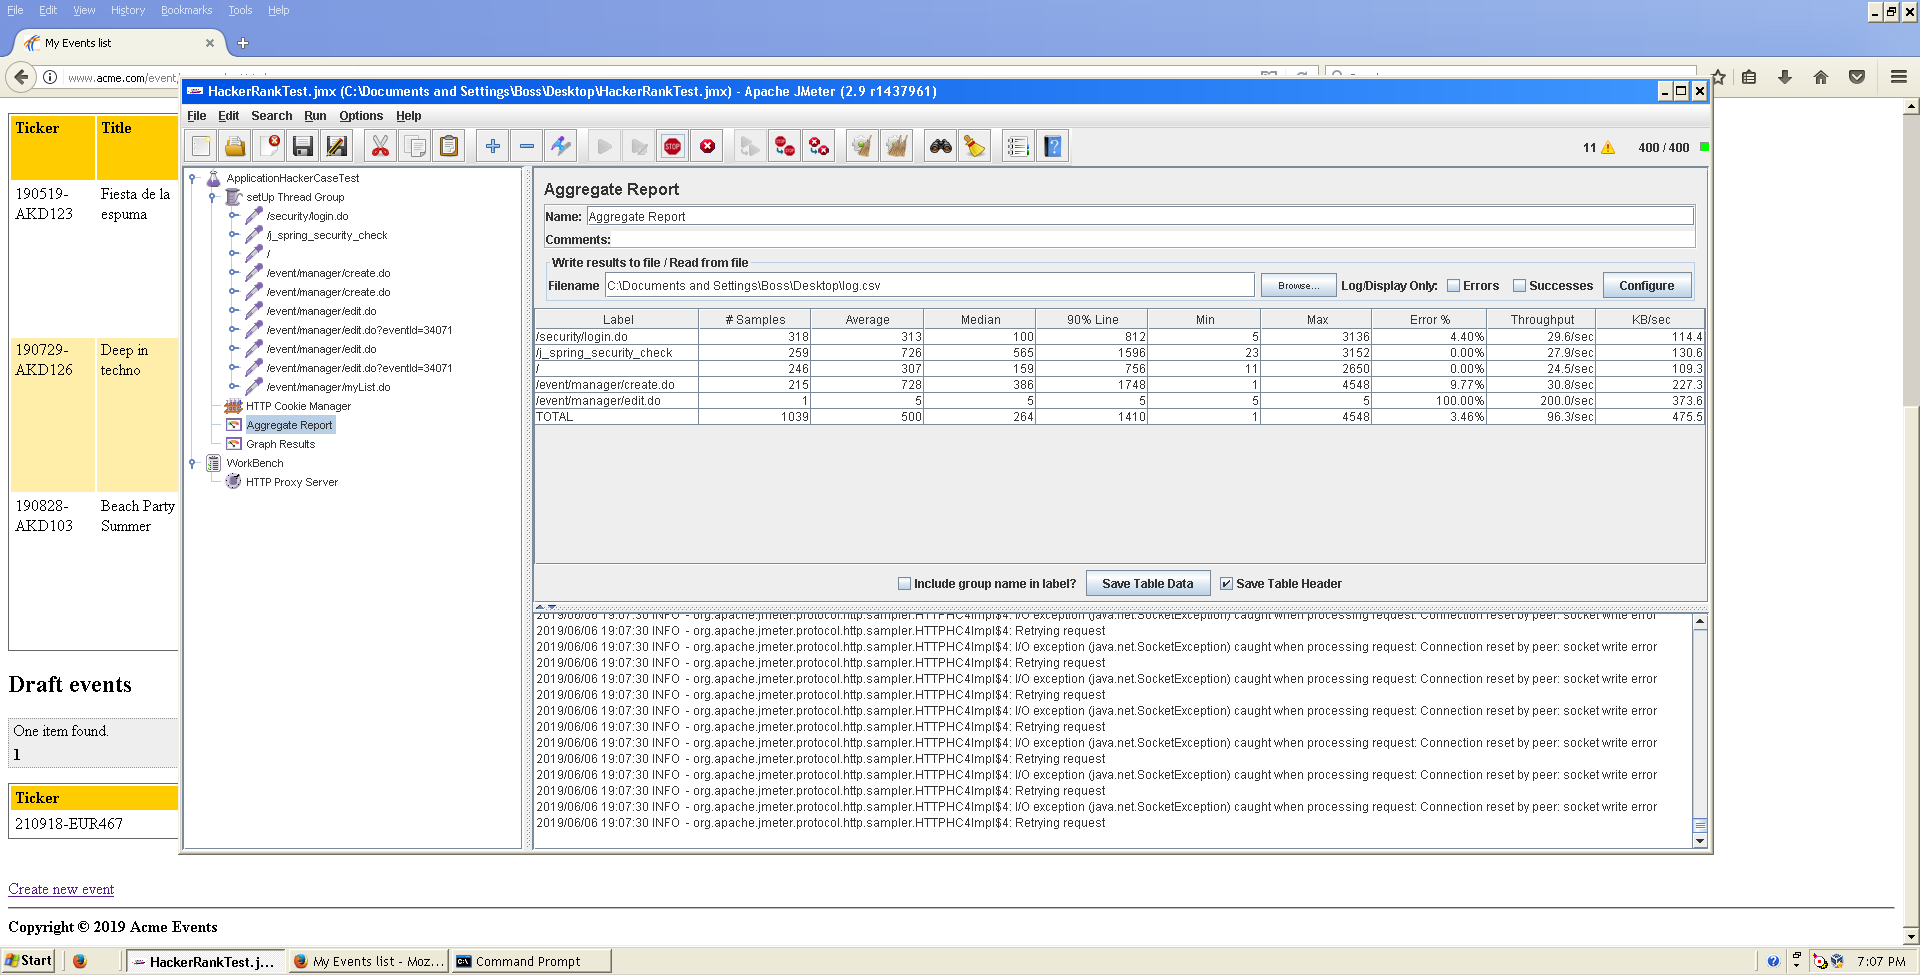 File Edit View History Bookmarks Tools Help
My Events list
www.acme.com/event
HackerRankTest.jmx (C:\Documents and Settings\Boss\Desktop\HackerRankTest.jmx) - Apache JMeter (2.9 r1437961)
File Edit Search Run Options Help
11 400 / 400
Ticker Title
190519-AKD123 Fiesta de la espuma
190729-AKD126 Deep in techno
190828-AKD103 Beach Party Summer
Draft events
One item found.
1
Ticker
210918-EUR467
Create new event
Copyright © 2019 Acme Events
ApplicationHackerCaseTest
setUp Thread Group
/security/login.do
/j_spring_security_check
/
/event/manager/create.do
/event/manager/create.do
/event/manager/edit.do
/event/manager/edit.do?eventId=34071
/event/manager/edit.do
/event/manager/edit.do?eventId=34071
/event/manager/myList.do
HTTP Cookie Manager
Aggregate Report
Graph Results
WorkBench
HTTP Proxy Server
Aggregate Report
Name: Aggregate Report
Comments:
Write results to file / Read from file
Filename C:\Documents and Settings\Boss\Desktop\log.csv Browse... Log/Display Only: Errors Successes Configure
Label # Samples Average Median 90% Line Min Max Error % Throughput KB/sec
/security/login.do 318 313 100 812 5 3136 4.40% 29.6/sec 114.4
/j_spring_security_check 259 726 565 1596 23 3152 0.00% 27.9/sec 130.6
/ 246 307 159 756 11 2650 0.00% 24.5/sec 109.3
/event/manager/create.do 215 728 386 1748 1 4548 9.77% 30.8/sec 227.3
/event/manager/edit.do 1 5 5 5 5 5 100.00% 200.0/sec 373.6
TOTAL 1039 500 264 1410 1 4548 3.46% 96.3/sec 475.5
Include group name in label? Save Table Data Save Table Header
2019/06/06 19:07:30 INFO - org.apache.jmeter.protocol.http.sampler.HTTPHC4Impl$4: I/O exception (java.net.SocketException) caught when processing request: Connection reset by peer: socket write error
2019/06/06 19:07:30 INFO - org.apache.jmeter.protocol.http.sampler.HTTPHC4Impl$4: Retrying request
2019/06/06 19:07:30 INFO - org.apache.jmeter.protocol.http.sampler.HTTPHC4Impl$4: I/O exception (java.net.SocketException) caught when processing request: Connection reset by peer: socket write error
2019/06/06 19:07:30 INFO - org.apache.jmeter.protocol.http.sampler.HTTPHC4Impl$4: Retrying request
2019/06/06 19:07:30 INFO - org.apache.jmeter.protocol.http.sampler.HTTPHC4Impl$4: I/O exception (java.net.SocketException) caught when processing request: Connection reset by peer: socket write error
2019/06/06 19:07:30 INFO - org.apache.jmeter.protocol.http.sampler.HTTPHC4Impl$4: Retrying request
2019/06/06 19:07:30 INFO - org.apache.jmeter.protocol.http.sampler.HTTPHC4Impl$4: I/O exception (java.net.SocketException) caught when processing request: Connection reset by peer: socket write error
2019/06/06 19:07:30 INFO - org.apache.jmeter.protocol.http.sampler.HTTPHC4Impl$4: Retrying request
2019/06/06 19:07:30 INFO - org.apache.jmeter.protocol.http.sampler.HTTPHC4Impl$4: I/O exception (java.net.SocketException) caught when processing request: Connection reset by peer: socket write error
2019/06/06 19:07:30 INFO - org.apache.jmeter.protocol.http.sampler.HTTPHC4Impl$4: Retrying request
2019/06/06 19:07:30 INFO - org.apache.jmeter.protocol.http.sampler.HTTPHC4Impl$4: I/O exception (java.net.SocketException) caught when processing request: Connection reset by peer: socket write error
2019/06/06 19:07:30 INFO - org.apache.jmeter.protocol.http.sampler.HTTPHC4Impl$4: Retrying request
2019/06/06 19:07:30 INFO - org.apache.jmeter.protocol.http.sampler.HTTPHC4Impl$4: I/O exception (java.net.SocketException) caught when processing request: Connection reset by peer: socket write error
2019/06/06 19:07:30 INFO - org.apache.jmeter.protocol.http.sampler.HTTPHC4Impl$4: Retrying request
Start HackerRankTest.j... My Events list - Moz... Command Prompt 7:07 PM